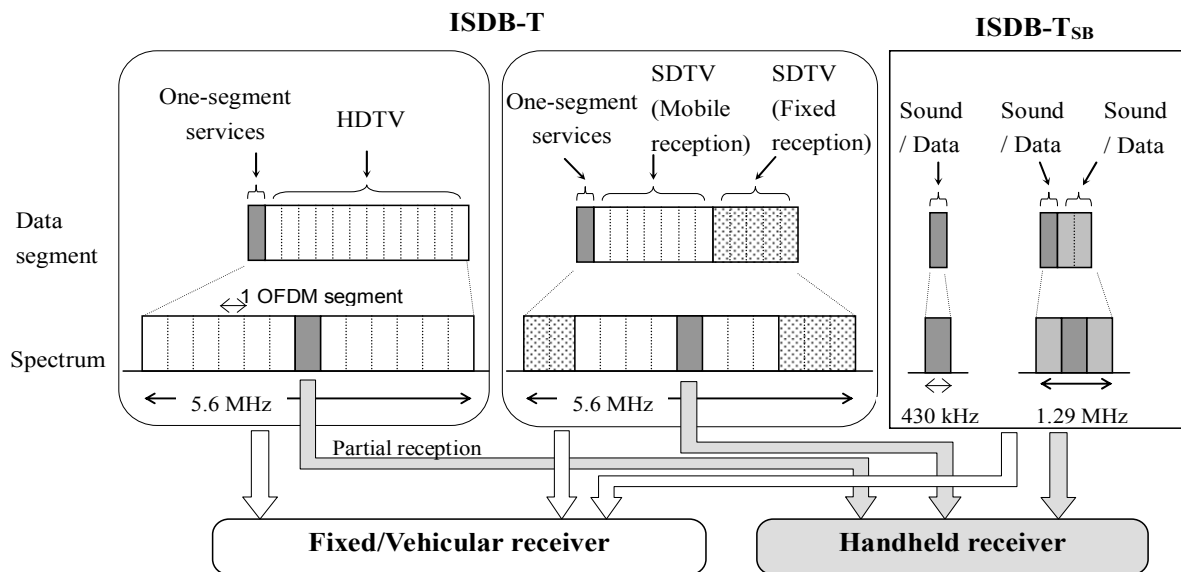 ISDB-T
ISDB-TSB
One-segment
services
HDTV
One-segment
services
SDTV
(Mobile
reception)
SDTV
(Fixed
reception)
Sound
/ Data
Sound
/ Data
Sound
/ Data
Data
segment
1 OFDM segment
Spectrum
5.6 MHz
5.6 MHz
430 kHz
1.29 MHz
Partial reception
Fixed/Vehicular receiver
Handheld receiver